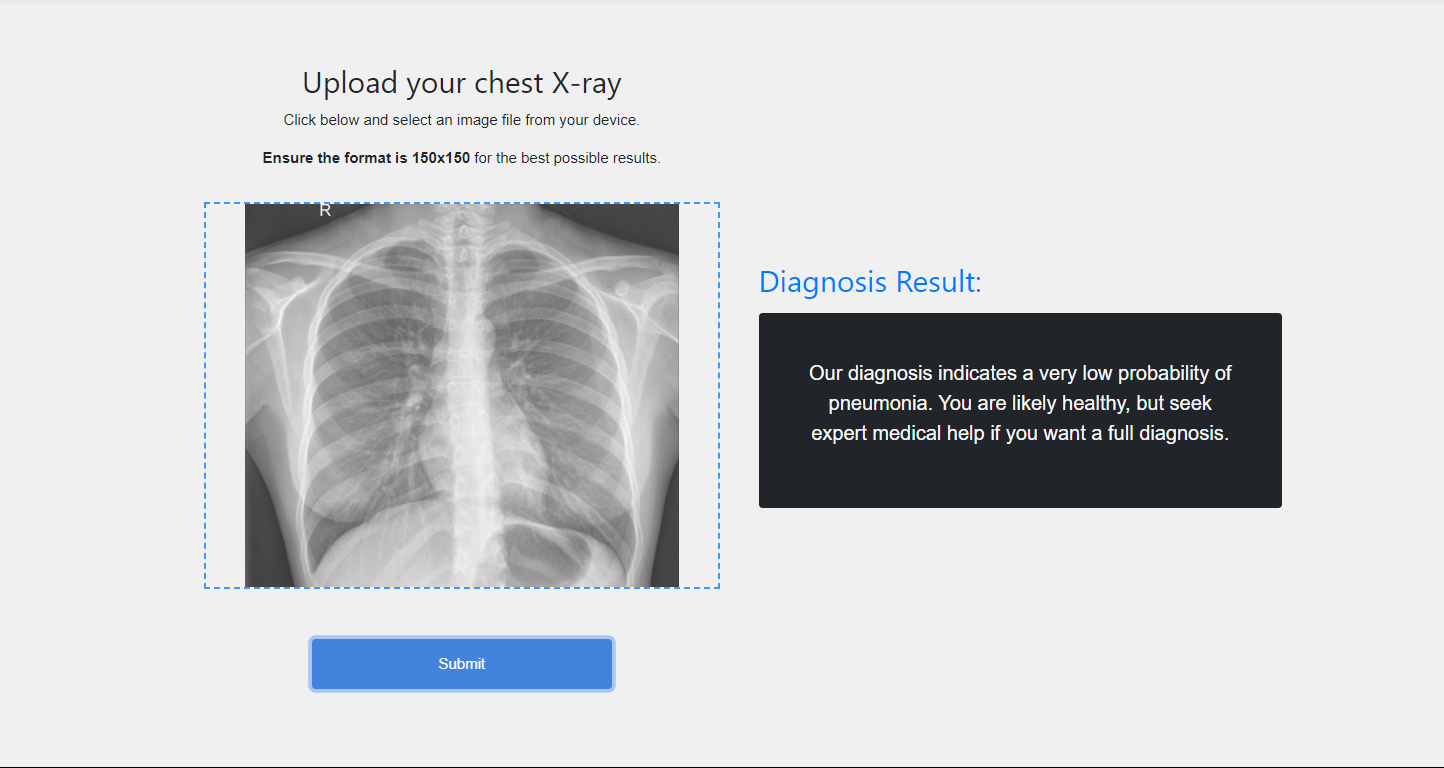 Upload your chest X-ray
Click below and select an image file from your device.
Ensure the format is 150x150 for the best possible results.
R
Diagnosis Result:
Our diagnosis indicates a very low probability of
pneumonia. You are likely healthy, but seek
expert medical help if you want a full diagnosis.
Submit